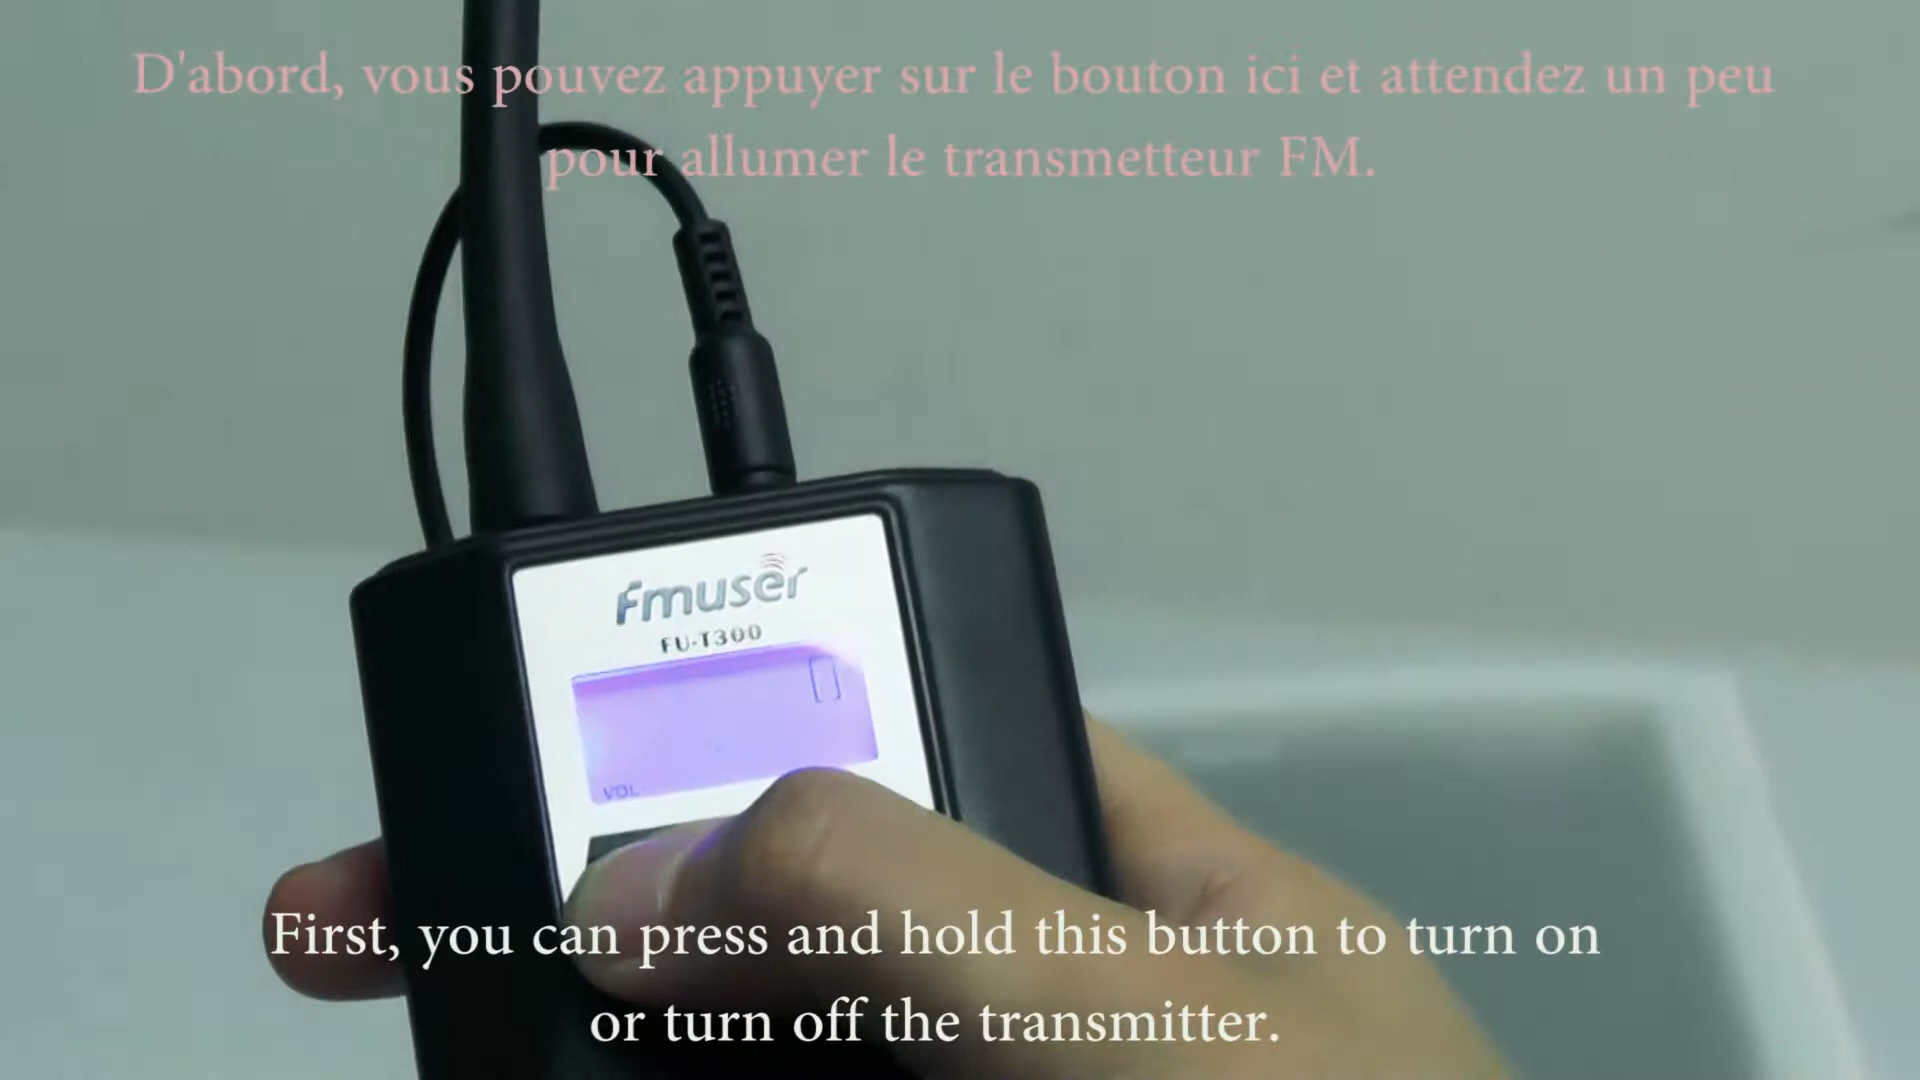 D'abord, vous pouvez appuyer sur le bouton ici et attendez un peu
pour allumer le transmetteur FM.
Fmuser
FU-T300
VOL
First, you can press and hold this button to turn on
or turn off the transmitter.